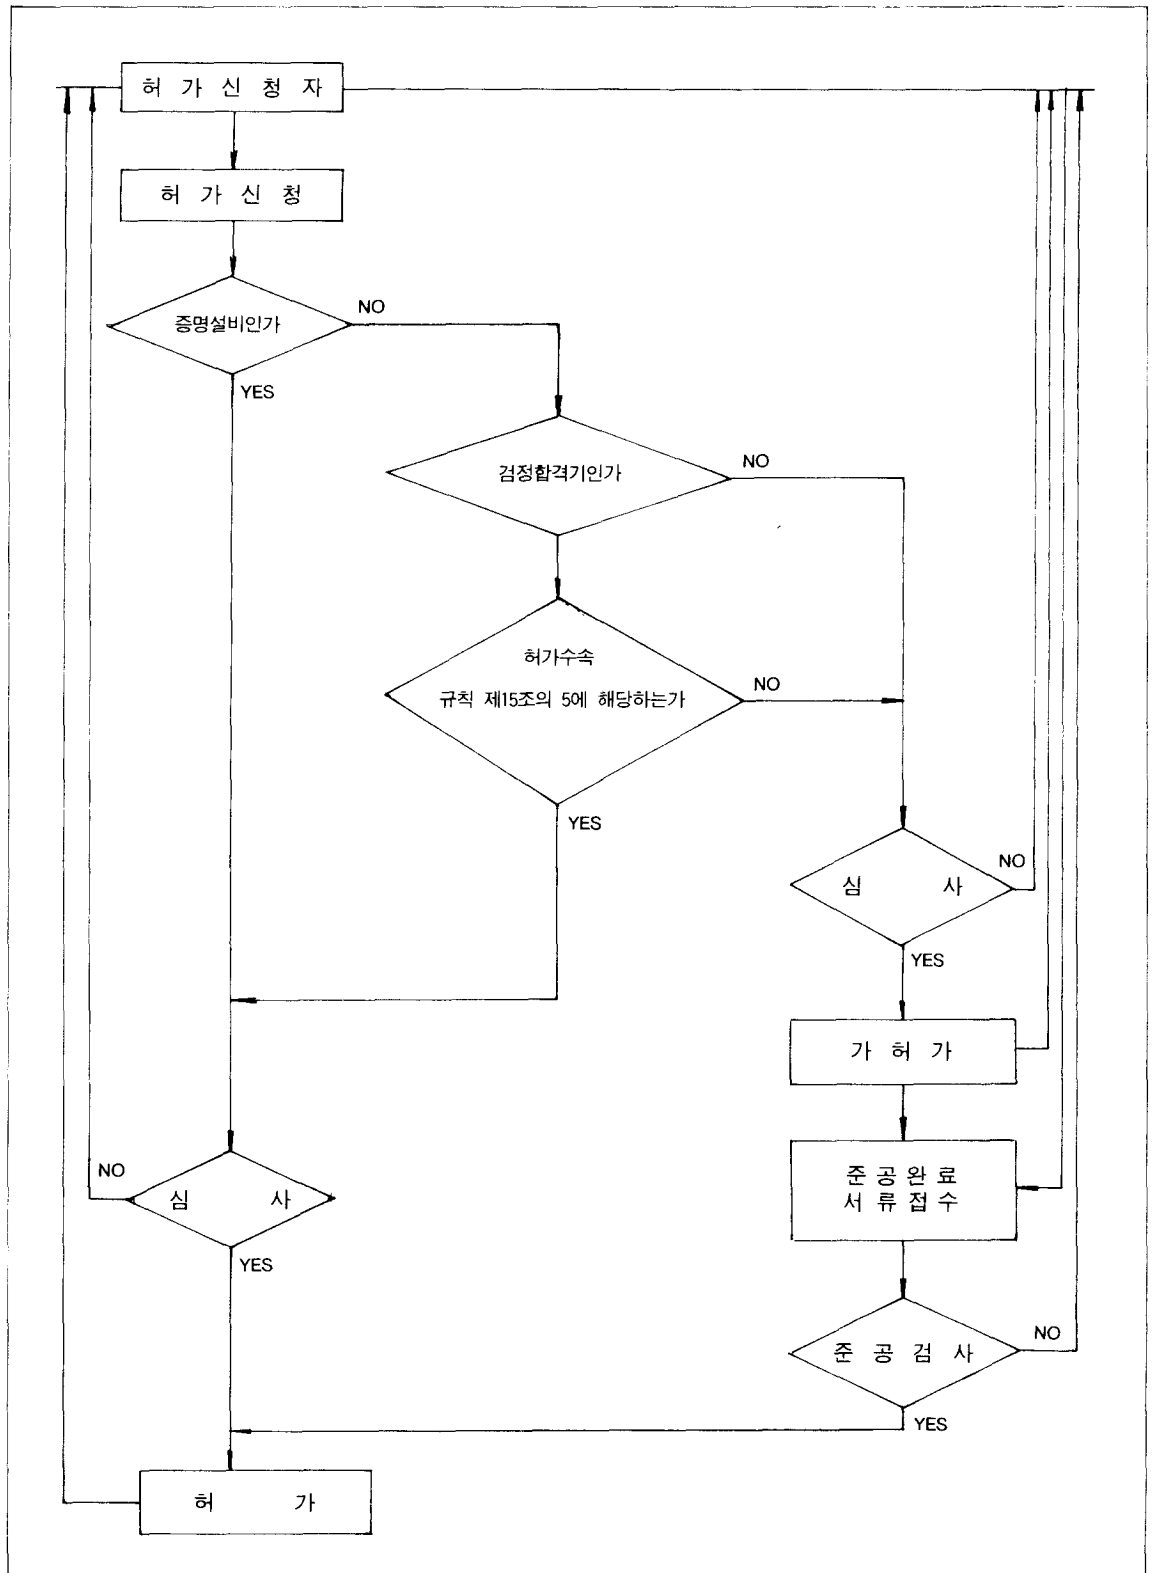 허 가 신 청 자
허 가 신 청
증명설비인가
NO
YES
검정합격기인가
NO
허가수속
규칙 제15조의 5에 해당하는가
NO
YES
심 사
NO
YES
가 허 가
준 공 완 료
서 류 접 수
심 사
NO
YES
준 공 검 사
NO
YES
허 가